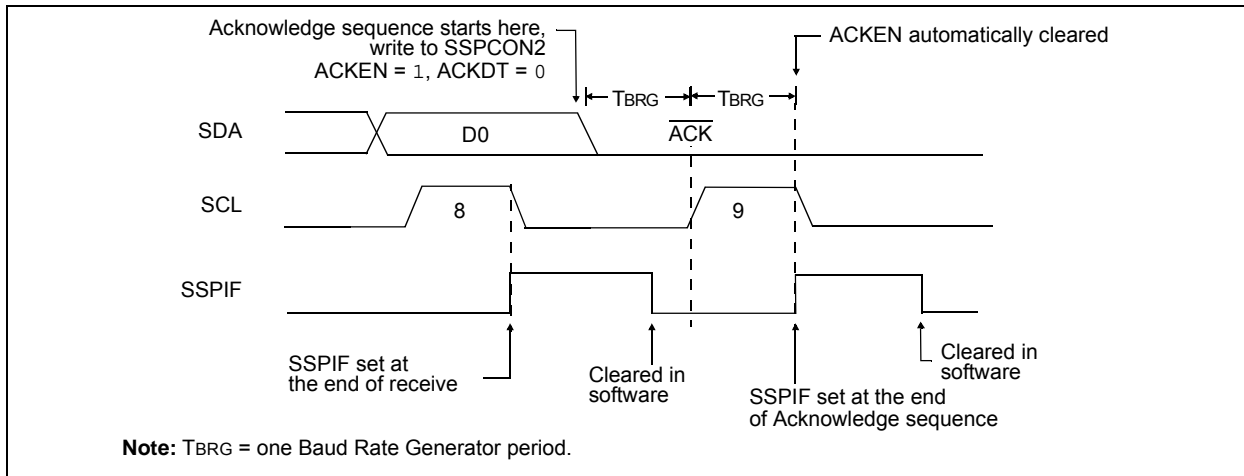 Acknowledge sequence starts here,
write to SSPCON2
ACKEN = 1, ACKDT = 0
ACKEN automatically cleared
TBRG
TBRG
SDA
D0
ACK
SCL
8
9
SSPIF
SSPIF set at
the end of receive
Cleared in
software
SSPIF set at the end
of Acknowledge sequence
Cleared in
software
Note: TBRG = one Baud Rate Generator period.